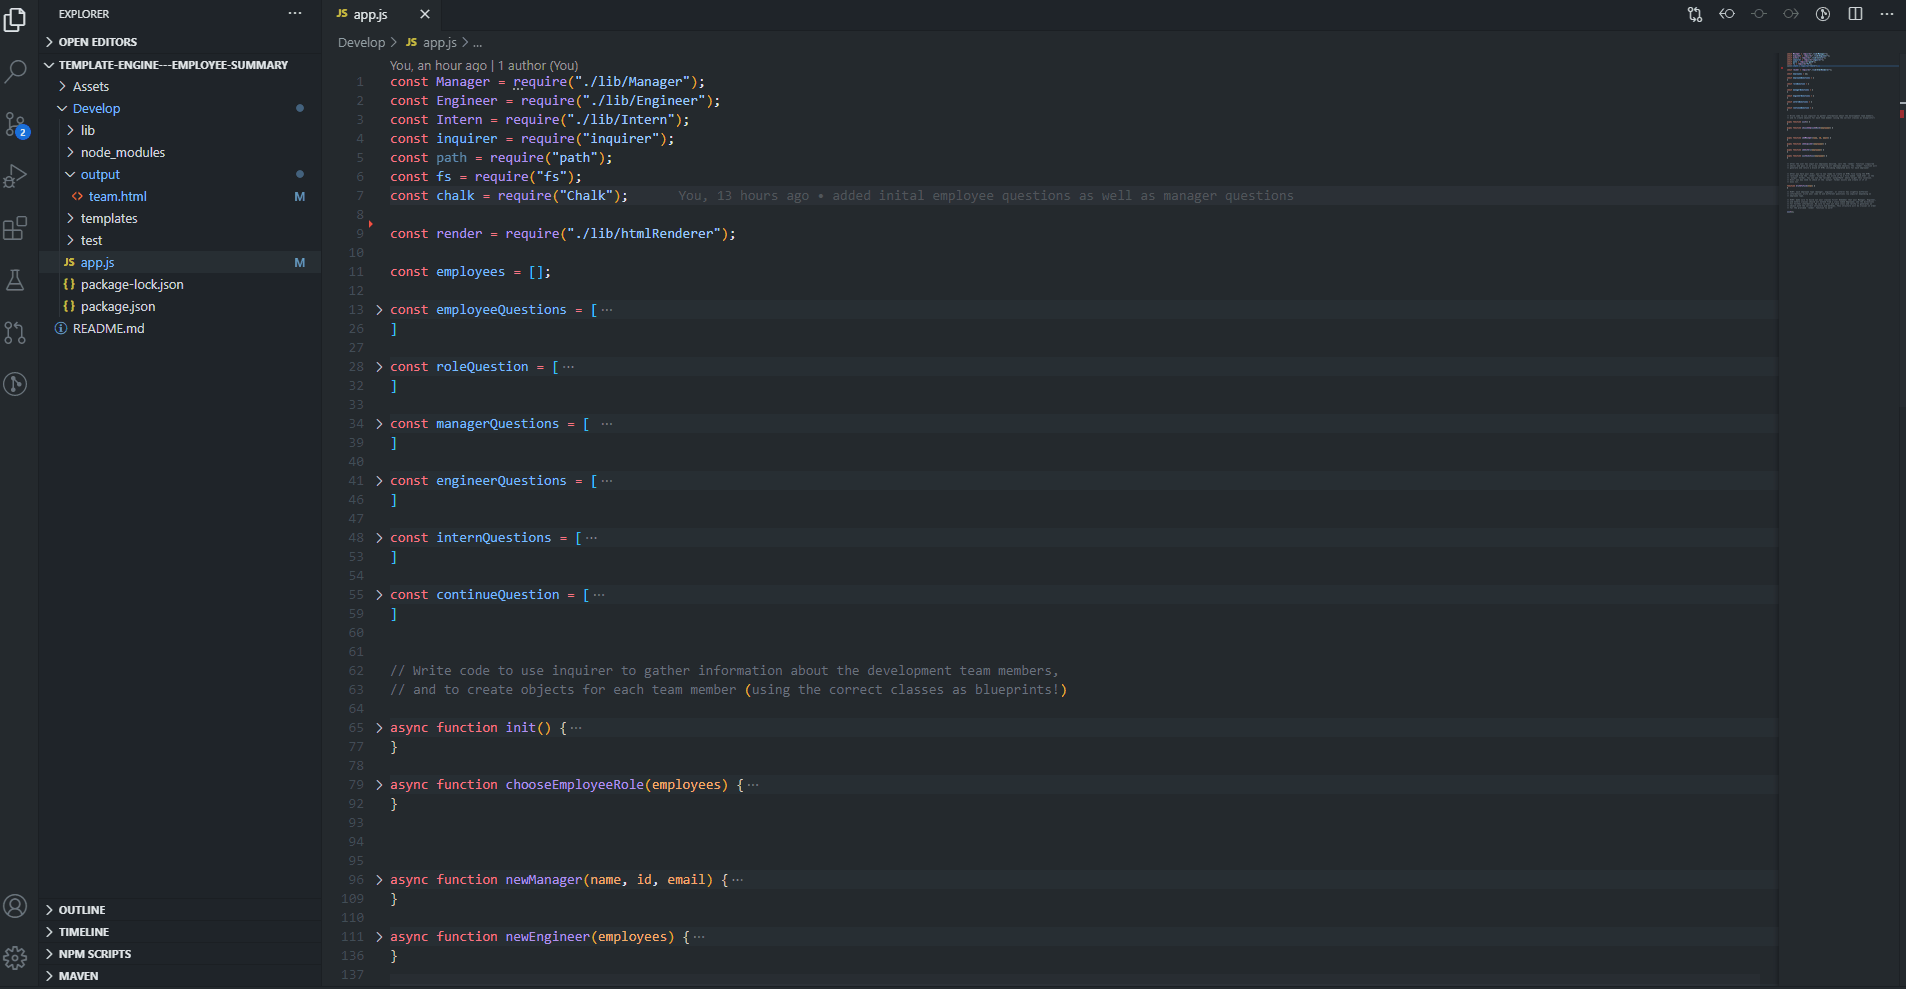 EXPLORER
OPEN EDITORS
TEMPLATE-ENGINE---EMPLOYEE-SUMMARY
Assets
Develop
lib
node_modules
output
<> team.html M
templates
test
JS app.js M
{} package-lock.json
{} package.json
README.md
2
OUTLINE
TIMELINE
NPM SCRIPTS
MAVEN
JS app.js
Develop > JS app.js > ...
You, an hour ago | 1 author (You)
1 const Manager = require("./lib/Manager");
2 const Engineer = require("./lib/Engineer");
3 const Intern = require("./lib/Intern");
4 const inquirer = require("inquirer");
5 const path = require("path");
6 const fs = require("fs");
7 const chalk = require("Chalk"); You, 13 hours ago • added inital employee questions as well as manager questions
8
9 const render = require("./lib/htmlRenderer");
10
11 const employees = [];
12
13 const employeeQuestions = [ ...
26 ]
27
28 const roleQuestion = [ ...
32 ]
33
34 const managerQuestions = [ ...
39 ]
40
41 const engineerQuestions = [ ...
46 ]
47
48 const internQuestions = [ ...
53 ]
54
55 const continueQuestion = [ ...
59 ]
60
61
62 // Write code to use inquirer to gather information about the development team members,
63 // and to create objects for each team member (using the correct classes as blueprints!)
64
65 async function init() { ...
77 }
78
79 async function chooseEmployeeRole(employees) { ...
92 }
93
94
95
96 async function newManager(name, id, email) { ...
109 }
110
111 async function newEngineer(employees) { ...
136 }
137